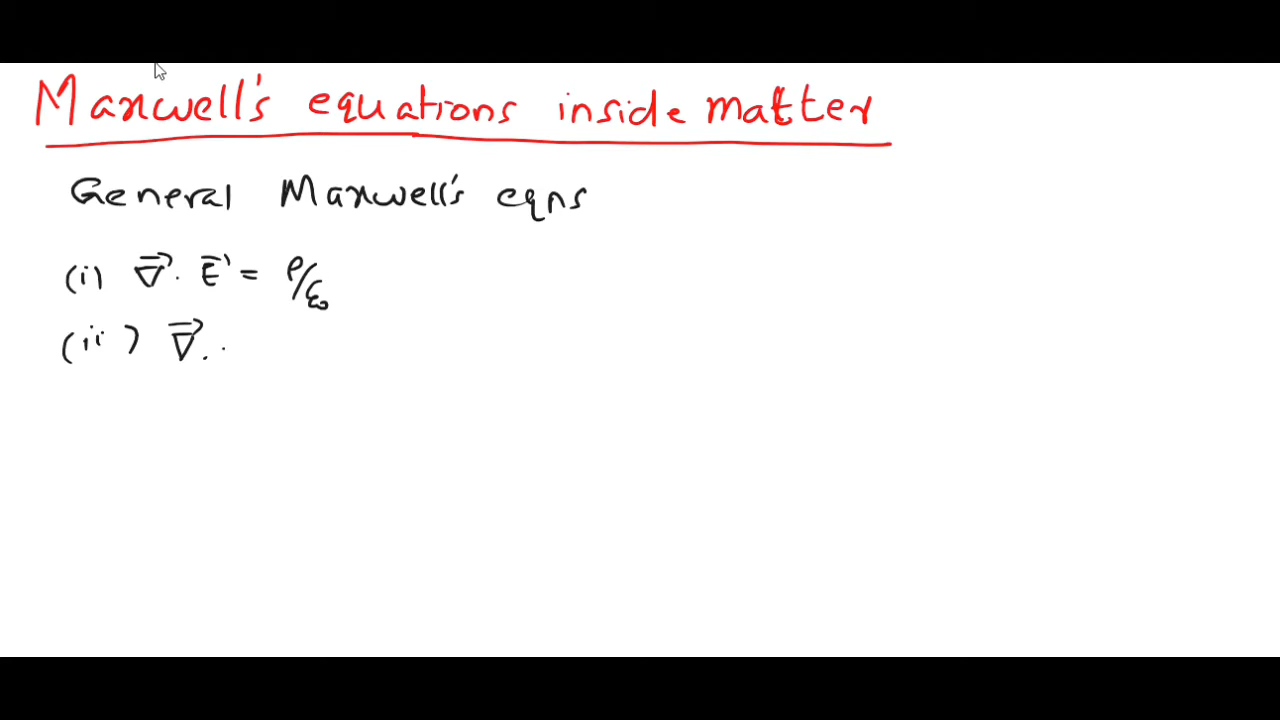 Maxwell's equations inside matter
General Maxwell's eqns
(i) ∇⃗ · E⃗ = ρ/ε₀
(ii) ∇⃗ ·